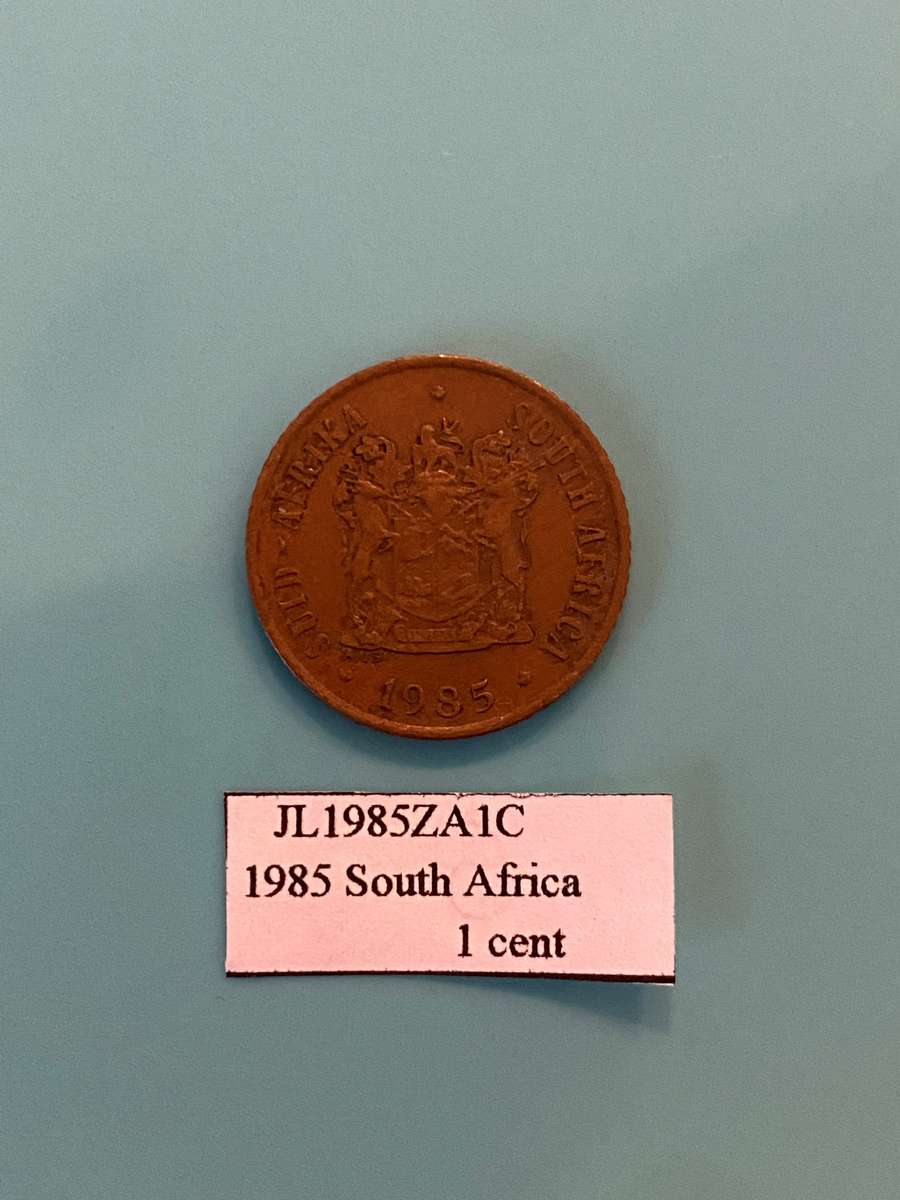 SUID-AFRIKA SOUTH AFRICA
1985
JL1985ZA1C
1985 South Africa
1 cent